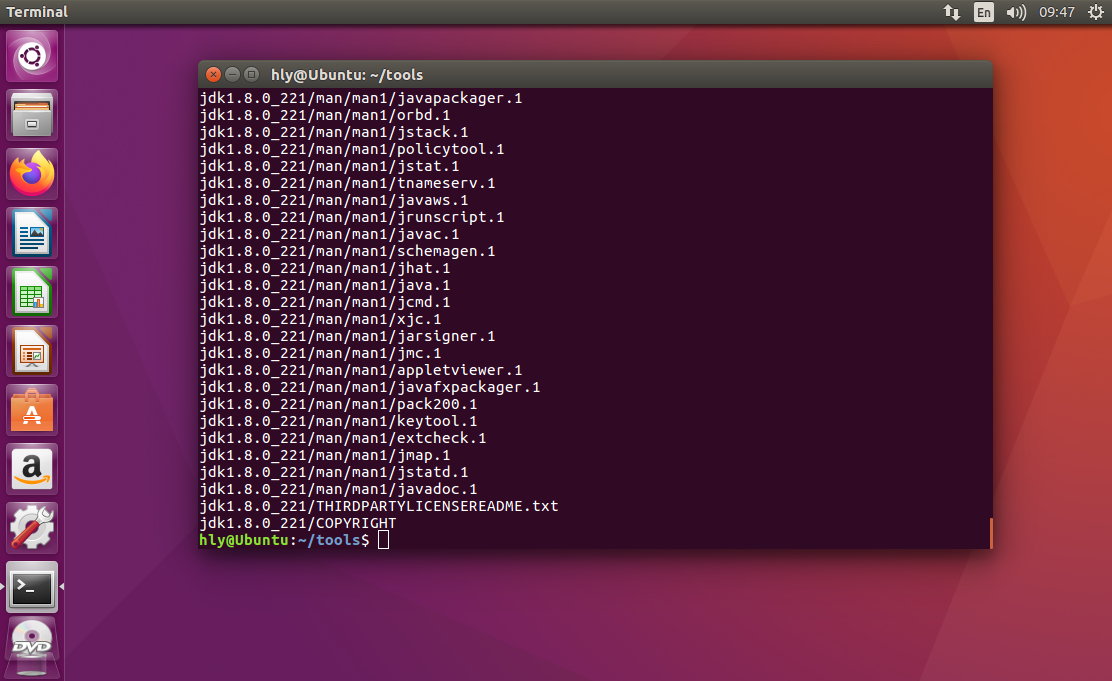 Terminal
En
09:47
hly@Ubuntu: ~/tools
jdk1.8.0_221/man/man1/javapackager.1
jdk1.8.0_221/man/man1/orbd.1
jdk1.8.0_221/man/man1/jstack.1
jdk1.8.0_221/man/man1/policytool.1
jdk1.8.0_221/man/man1/jstat.1
jdk1.8.0_221/man/man1/tnameserv.1
jdk1.8.0_221/man/man1/javaws.1
jdk1.8.0_221/man/man1/jrunscript.1
jdk1.8.0_221/man/man1/javac.1
jdk1.8.0_221/man/man1/schemagen.1
jdk1.8.0_221/man/man1/jhat.1
jdk1.8.0_221/man/man1/java.1
jdk1.8.0_221/man/man1/jcmd.1
jdk1.8.0_221/man/man1/xjc.1
jdk1.8.0_221/man/man1/jarsigner.1
jdk1.8.0_221/man/man1/jmc.1
jdk1.8.0_221/man/man1/appletviewer.1
jdk1.8.0_221/man/man1/javafxpackager.1
jdk1.8.0_221/man/man1/pack200.1
jdk1.8.0_221/man/man1/keytool.1
jdk1.8.0_221/man/man1/extcheck.1
jdk1.8.0_221/man/man1/jmap.1
jdk1.8.0_221/man/man1/jstatd.1
jdk1.8.0_221/man/man1/javadoc.1
jdk1.8.0_221/THIRDPARTYLICENSEREADME.txt
jdk1.8.0_221/COPYRIGHT
hly@Ubuntu:~/tools$
A
a
>_
DVD